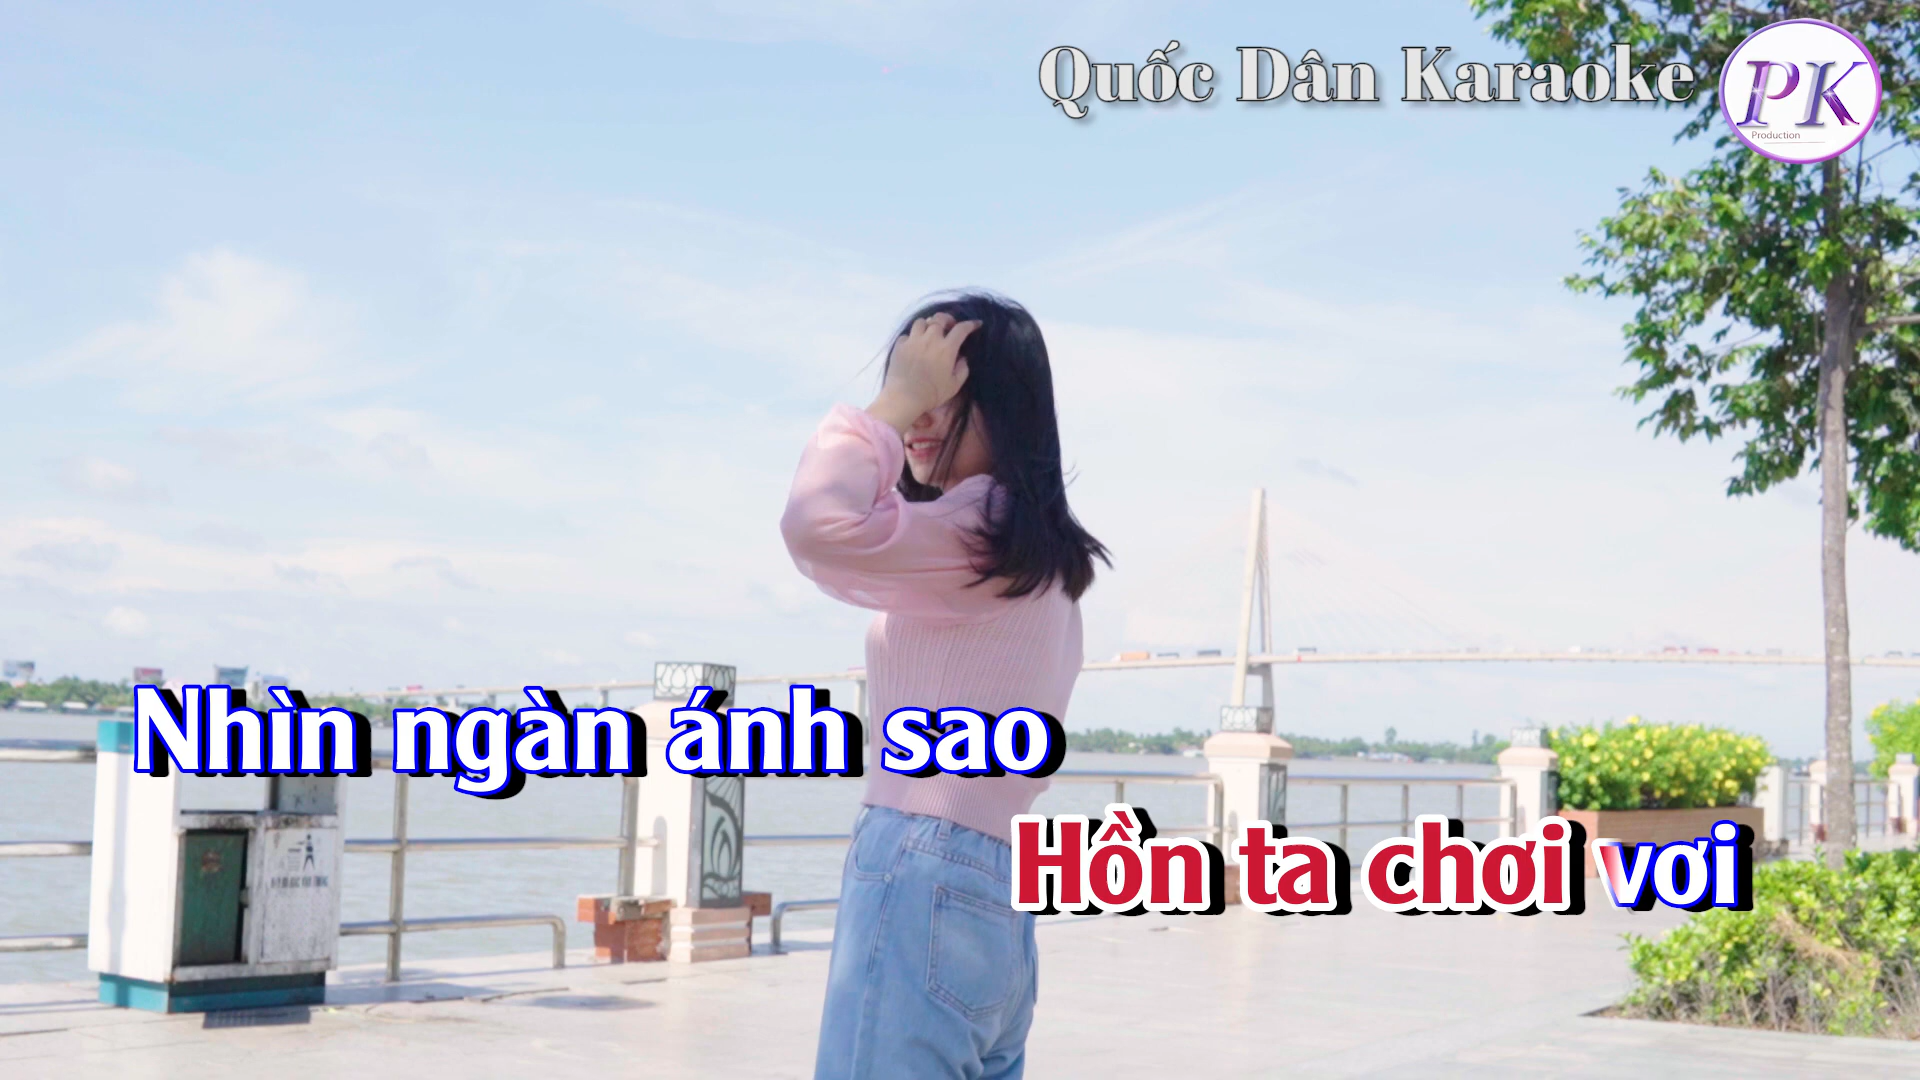 Quốc Dân Karaoke
PK
Production
Nhìn ngàn ánh sao
Hồn ta chơi vơi